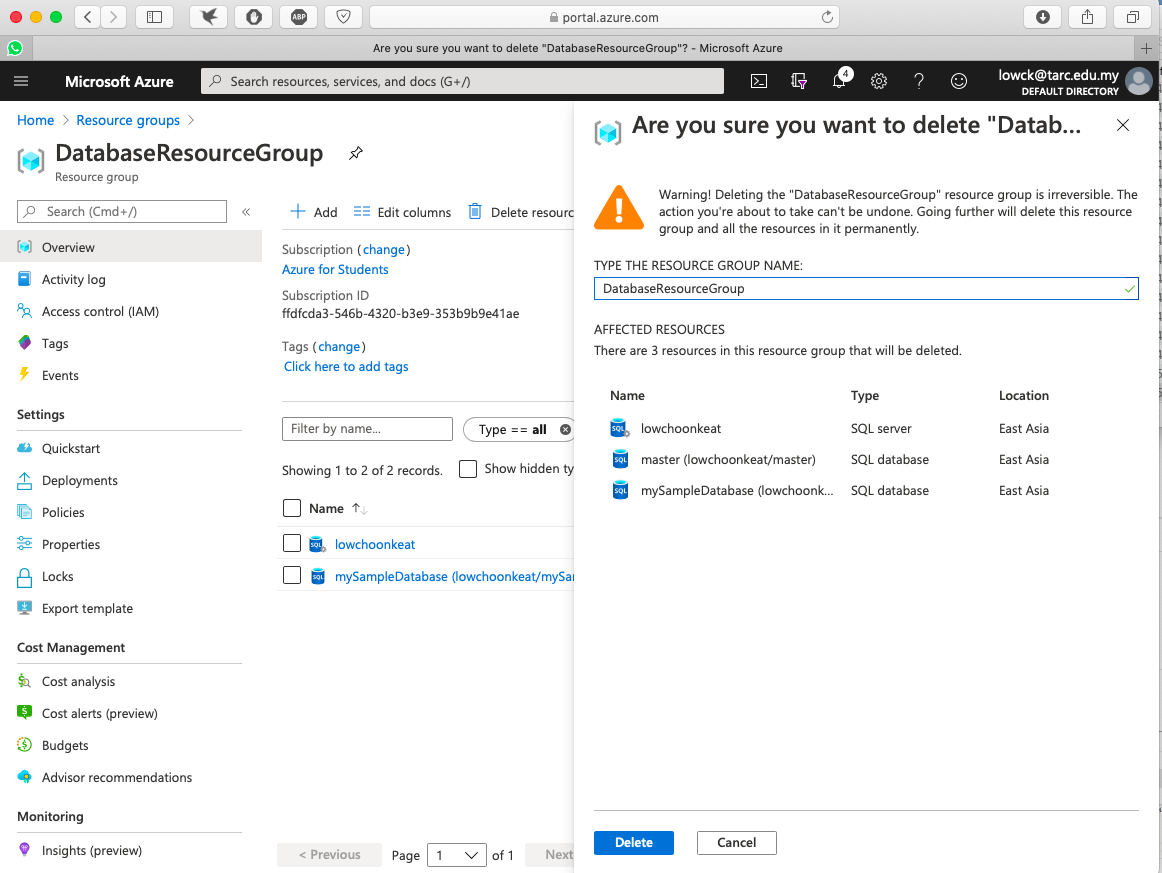 ABP
portal.azure.com
Are you sure you want to delete "DatabaseResourceGroup"? - Microsoft Azure
Microsoft Azure
Search resources, services, and docs (G+/)
4
lowck@tarc.edu.my
DEFAULT DIRECTORY
Home > Resource groups >
DatabaseResourceGroup
Resource group
Search (Cmd+/)
«
Overview
Activity log
Access control (IAM)
Tags
Events
Settings
Quickstart
Deployments
Policies
Properties
Locks
Export template
Cost Management
Cost analysis
Cost alerts (preview)
Budgets
Advisor recommendations
Monitoring
Insights (preview)
Add
Edit columns
Delete resourc
Subscription (change)
Azure for Students
Subscription ID
ffdfcda3-546b-4320-b3e9-353b9b9e41ae
Tags (change)
Click here to add tags
Filter by name...
Type == all
Showing 1 to 2 of 2 records.
Show hidden ty
Name ↑↓
SQL lowchoonkeat
SQL mySampleDatabase (lowchoonkeat/mySa
< Previous
Page 1 of 1
Next
Are you sure you want to delete "Datab...
Warning! Deleting the "DatabaseResourceGroup" resource group is irreversible. The
action you're about to take can't be undone. Going further will delete this resource
group and all the resources in it permanently.
TYPE THE RESOURCE GROUP NAME:
DatabaseResourceGroup
AFFECTED RESOURCES
There are 3 resources in this resource group that will be deleted.
Name Type Location
SQL lowchoonkeat SQL server East Asia
SQL master (lowchoonkeat/master) SQL database East Asia
SQL mySampleDatabase (lowchoonk... SQL database East Asia
Delete
Cancel